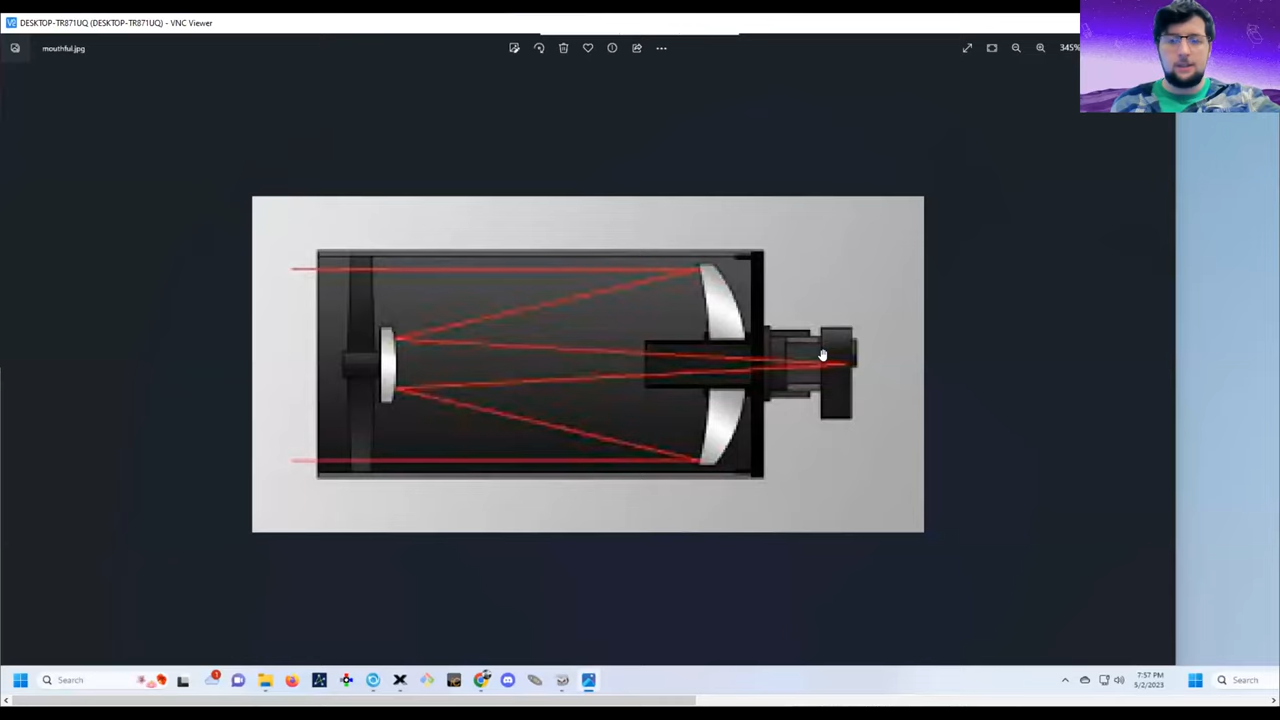 DESKTOP-TR871UQ (DESKTOP-TR871UQ) - VNC Viewer
mouthful.jpg
345%
Search
7:57 PM
5/2/2023
Search